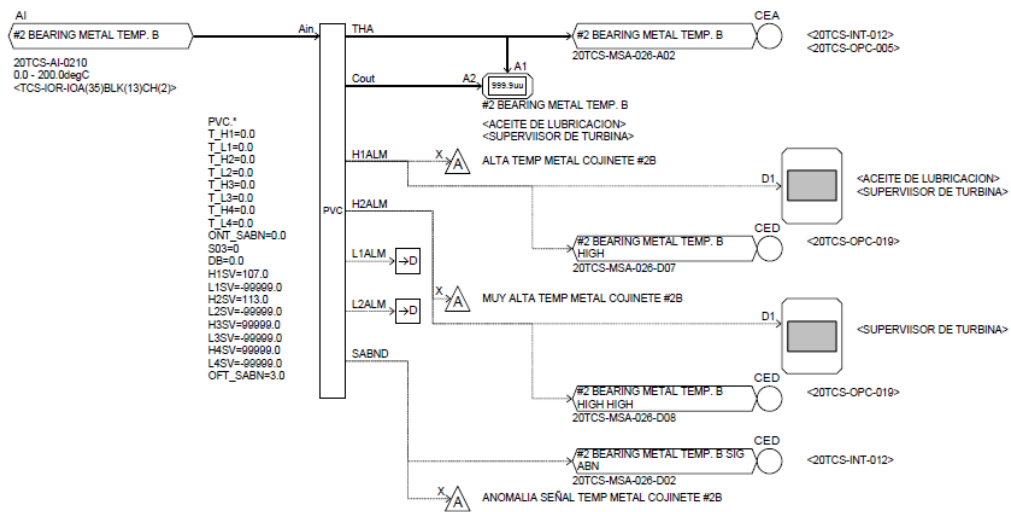 AI
#2 BEARING METAL TEMP. B
20TCS-AI-0210
0.0 - 200.0degC
<TCS-IOR-IOA(35)BLK(13)CH(2)>
Ain
PVC.*
T_H1=0.0
T_L1=0.0
T_H2=0.0
T_L2=0.0
T_H3=0.0
T_L3=0.0
T_H4=0.0
T_L4=0.0
ONT_SABN=0.0
S03=0
DB=0.0
H1SV=107.0
L1SV=-99999.0
H2SV=113.0
L2SV=-99999.0
H3SV=99999.0
L3SV=-99999.0
H4SV=99999.0
L4SV=-99999.0
OFT_SABN=3.0
PVC
THA
CEA
#2 BEARING METAL TEMP. B
20TCS-MSA-026-A02
<20TCS-INT-012>
<20TCS-OPC-005>
Cout
A2
A1
999.9uu
#2 BEARING METAL TEMP. B
<ACEITE DE LUBRICACION>
<SUPERVIISOR DE TURBINA>
H1ALM
X
A
ALTA TEMP METAL COJINETE #2B
D1
<ACEITE DE LUBRICACION>
<SUPERVIISOR DE TURBINA>
H2ALM
CED
#2 BEARING METAL TEMP. B
HIGH
20TCS-MSA-026-D07
<20TCS-OPC-019>
L1ALM
D
X
A
MUY ALTA TEMP METAL COJINETE #2B
L2ALM
D
D1
<SUPERVIISOR DE TURBINA>
SABND
CED
#2 BEARING METAL TEMP. B
HIGH HIGH
20TCS-MSA-026-D08
<20TCS-OPC-019>
CED
#2 BEARING METAL TEMP. B SIG
ABN
20TCS-MSA-026-D02
<20TCS-INT-012>
X
A
ANOMALIA SEÑAL TEMP METAL COJINETE #2B